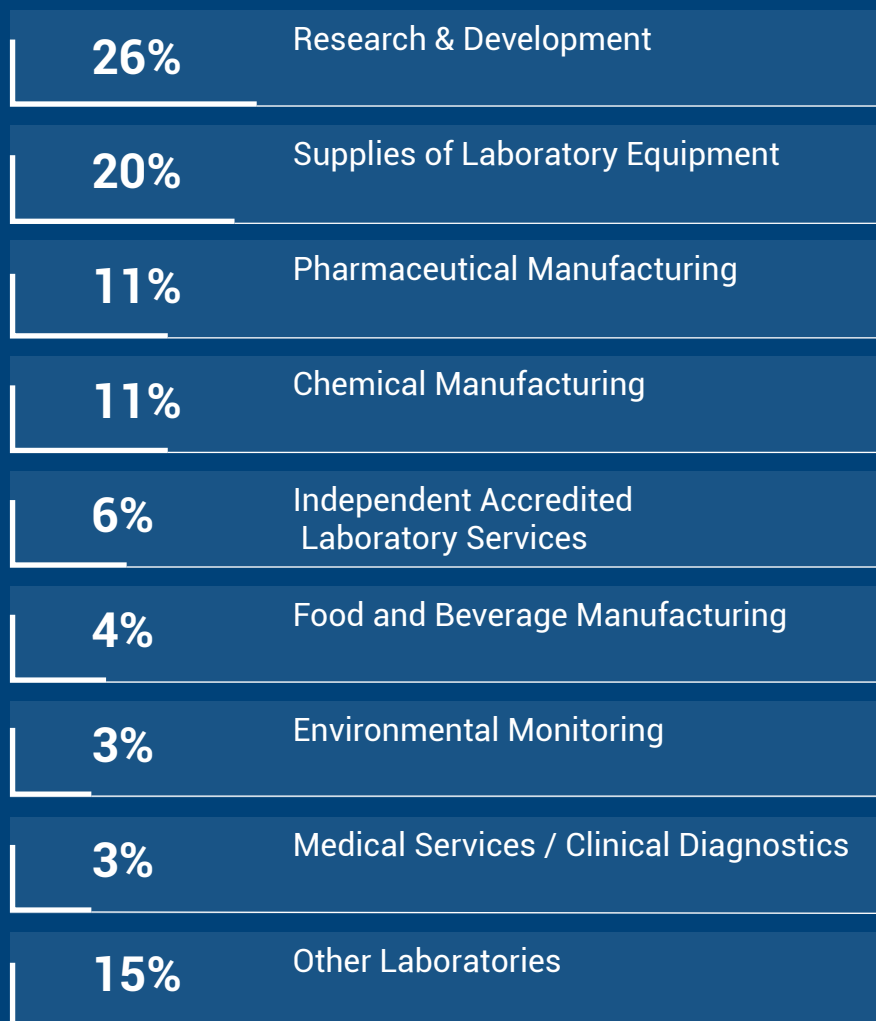 26%
Research & Development
20%
Supplies of Laboratory Equipment
11%
Pharmaceutical Manufacturing
11%
Chemical Manufacturing
6%
Independent Accredited
Laboratory Services
4%
Food and Beverage Manufacturing
3%
Environmental Monitoring
3%
Medical Services / Clinical Diagnostics
15%
Other Laboratories